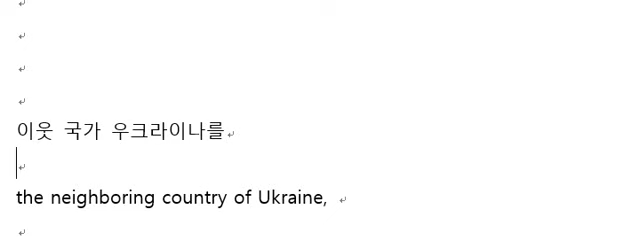 이웃 국가 우크라이나를
the neighboring country of Ukraine,